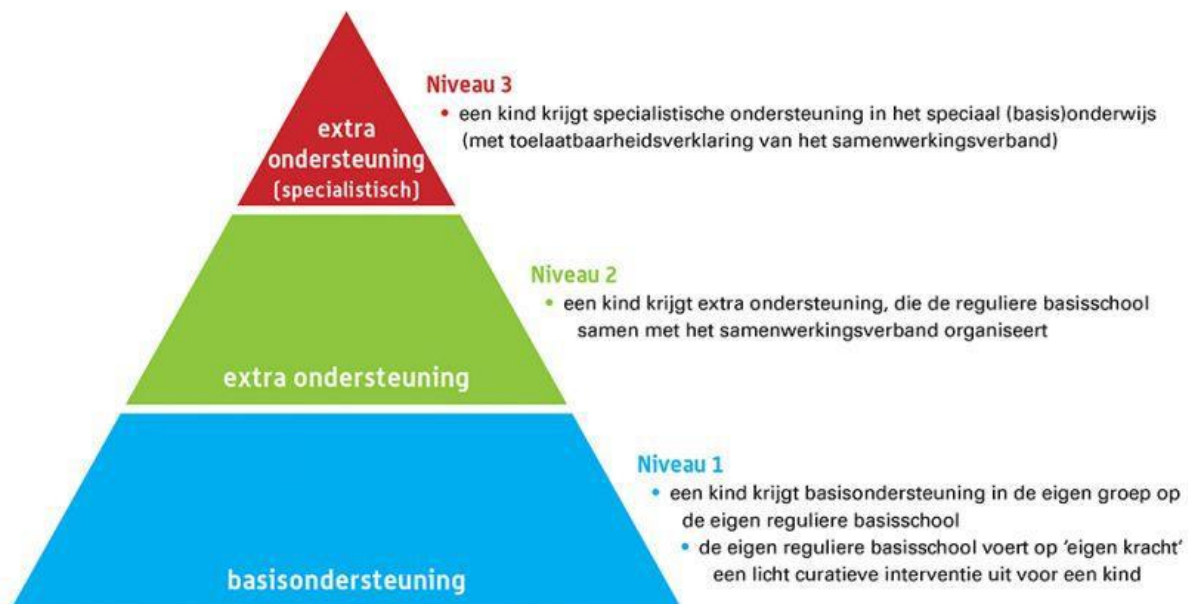 extra
ondersteuning
(specialistisch)
Niveau 3
• een kind krijgt specialistische ondersteuning in het speciaal (basis)onderwijs
(met toelaatbaarheidsverklaring van het samenwerkingsverband)
extra ondersteuning
Niveau 2
• een kind krijgt extra ondersteuning, die de reguliere basisschool
samen met het samenwerkingsverband organiseert
basisondersteuning
Niveau 1
• een kind krijgt basisondersteuning in de eigen groep op
de eigen reguliere basisschool
• de eigen reguliere basisschool voert op 'eigen kracht'
een licht curatieve interventie uit voor een kind